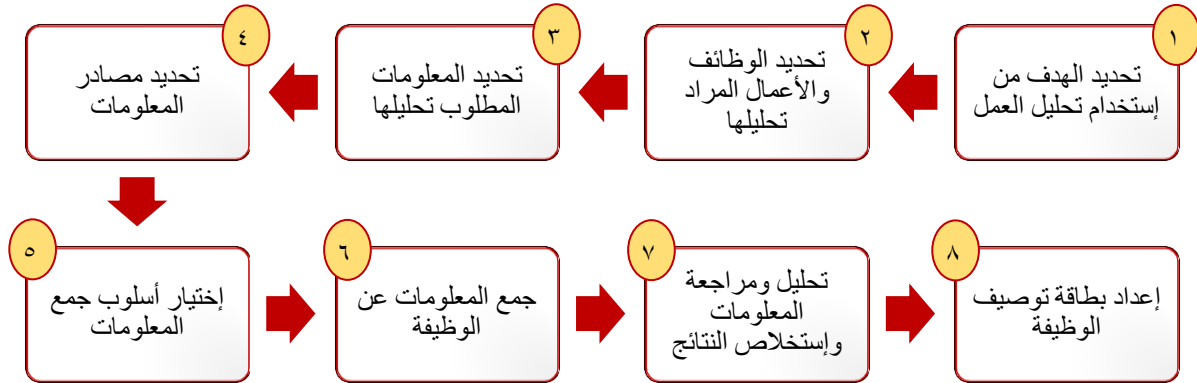 ١
تحديد الهدف من
إستخدام تحليل العمل
٢
تحديد الوظائف
والأعمال المراد
تحليلها
٣
تحديد المعلومات
المطلوب تحليلها
٤
تحديد مصادر
المعلومات
٥
إختيار أسلوب جمع
المعلومات
٦
جمع المعلومات عن
الوظيفة
٧
تحليل ومراجعة
المعلومات
وإستخلاص النتائج
٨
إعداد بطاقة توصيف
الوظيفة